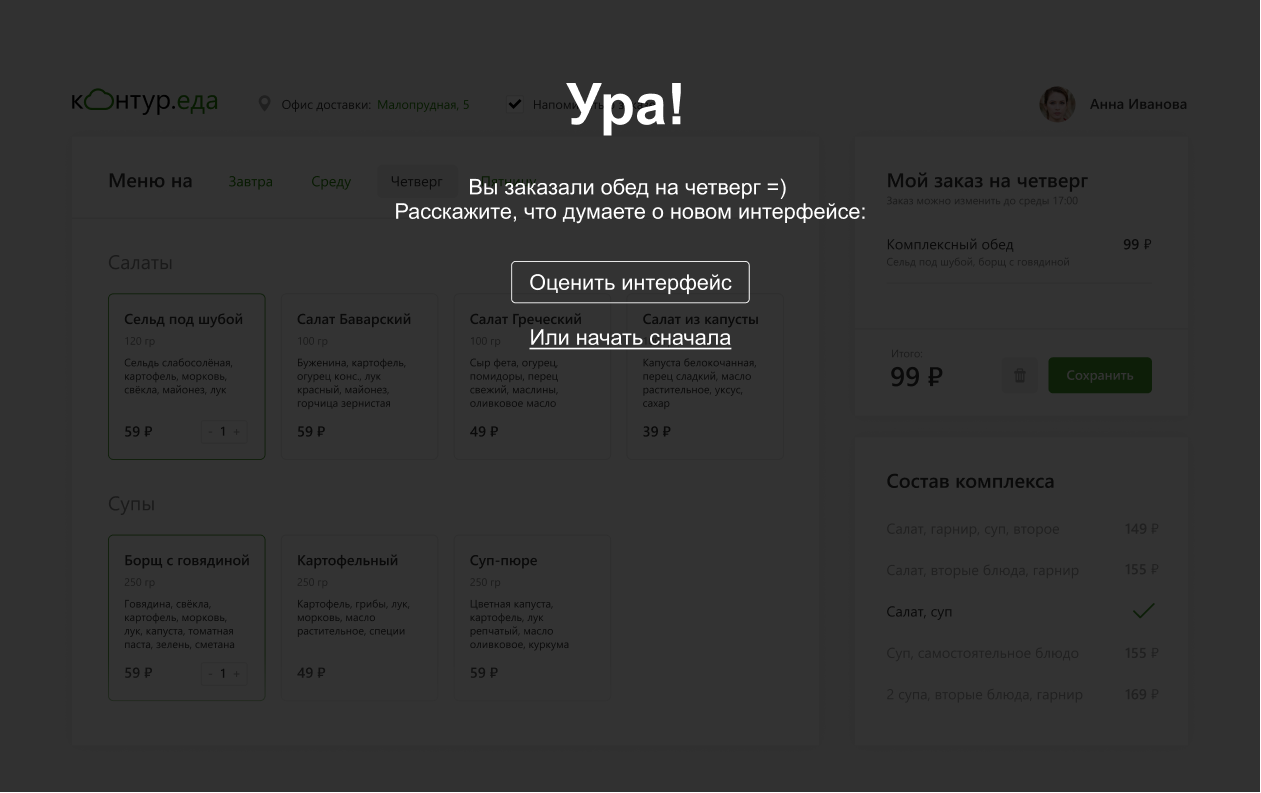 Ура!
контур.еда
Офис доставки: Малопрудная, 5
Анна Иванова
Вы заказали обед на четверг =)
Расскажите, что думаете о новом интерфейсе:
Оценить интерфейс
Или начать сначала
Меню на Завтра Среду Четверг Пятницу
Салаты
Сельд под шубой
120 гр
Сельдь слабосолёная,
картофель, морковь,
свёкла, майонез, лук
59 ₽ - 1 +
Салат Баварский
100 гр
Буженина, картофель,
огурец конс., лук
красный, майонез,
горчица зернистая
59 ₽
Салат Греческий
100 гр
Сыр фета, огурец,
помидоры, перец
свежий, маслины,
оливковое масло
49 ₽
Салат из капусты
Капуста белокочанная,
перец сладкий, масло
растительное, уксус,
сахар
39 ₽
Супы
Борщ с говядиной
250 гр
Говядина, свёкла,
картофель, морковь,
лук, капуста, томатная
паста, зелень, сметана
59 ₽ - 1 +
Картофельный
250 гр
Картофель, грибы, лук,
морковь, масло
растительное, специи
49 ₽
Суп-пюре
250 гр
Цветная капуста,
картофель, лук
репчатый, масло
оливковое, куркума
59 ₽
Мой заказ на четверг
Заказ можно изменить до среды 17:00
Комплексный обед 99 ₽
Сельд под шубой, борщ с говядиной
Итого:
99 ₽
Сохранить
Состав комплекса
Салат, гарнир, суп, второе 149 ₽
Салат, вторые блюда, гарнир 155 ₽
Салат, суп
Суп, самостоятельное блюдо 155 ₽
2 супа, вторые блюда, гарнир 169 ₽